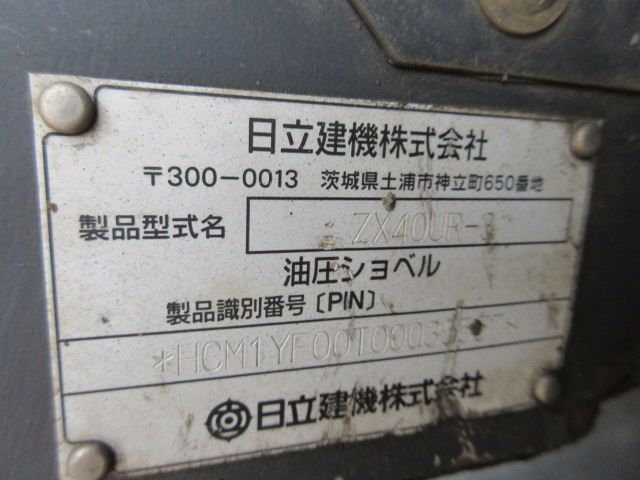 日立建機株式会社
〒300-0013 茨城県土浦市神立町650番地
製品型式名 ZX40UR-3
油圧ショベル
製品識別番号〔PIN〕
日立建機株式会社